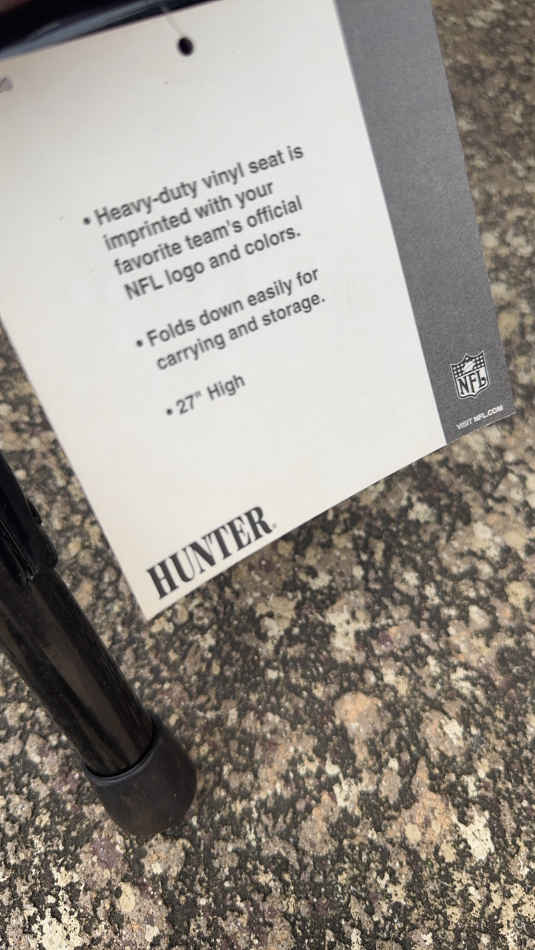 • Heavy-duty vinyl seat is
imprinted with your
favorite team's official
NFL logo and colors.
• Folds down easily for
carrying and storage.
• 27" High
NFL
VISIT NFL.COM
HUNTER